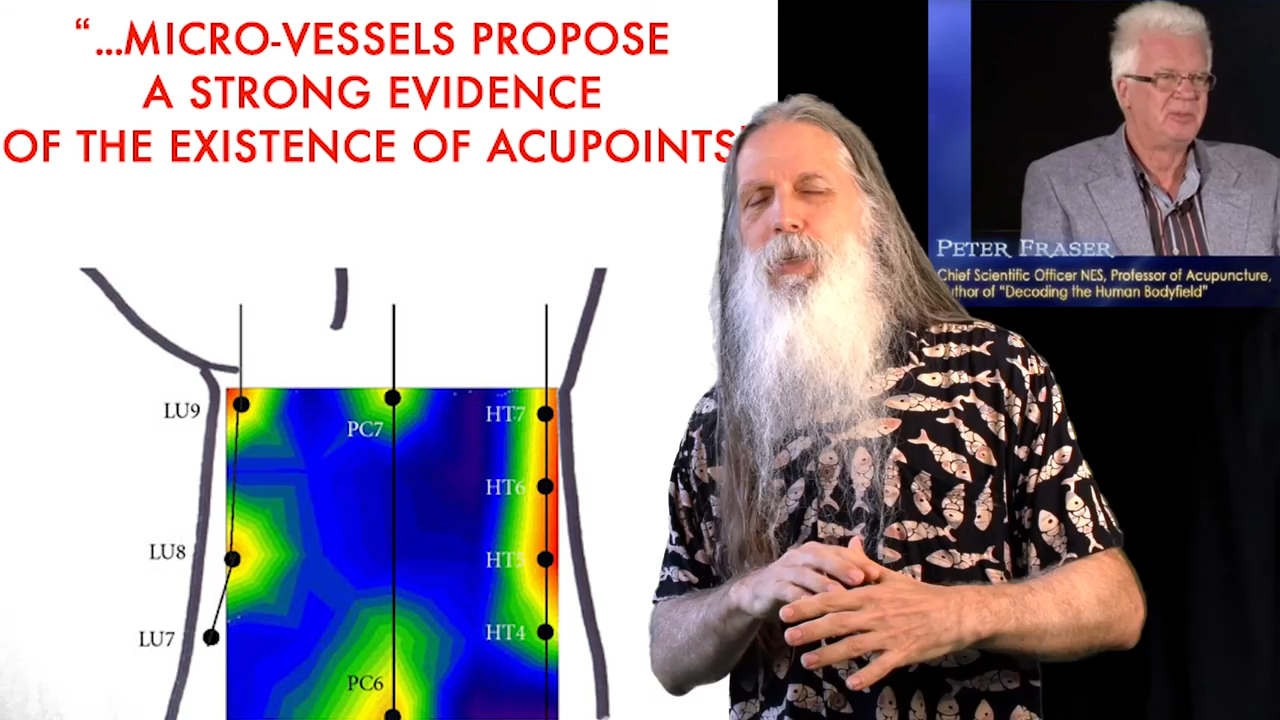 “...MICRO-VESSELS PROPOSE
A STRONG EVIDENCE
OF THE EXISTENCE OF ACUPOINTS
PETER FRASER
Chief Scientific Officer NES, Professor of Acupuncture,
uthor of “Decoding the Human Bodyfield”
LU9
PC7
HT7
HT6
LU8
HT5
LU7
HT4
PC6